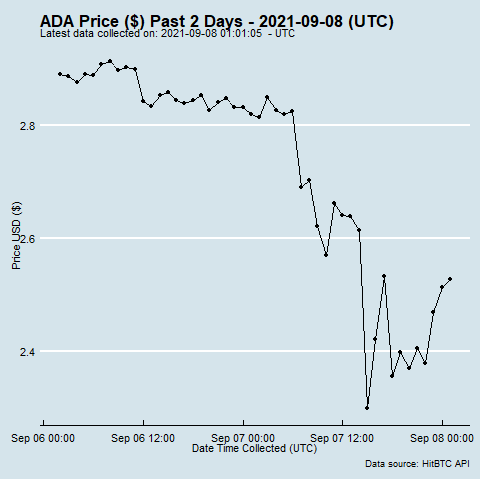 ADA Price ($) Past 2 Days - 2021-09-08 (UTC)
Latest data collected on: 2021-09-08 01:01:05  - UTC
2.8
2.6
2.4
Price USD ($)
Sep 06 00:00 Sep 06 12:00 Sep 07 00:00 Sep 07 12:00 Sep 08 00:00
Date Time Collected (UTC)
Data source: HitBTC API